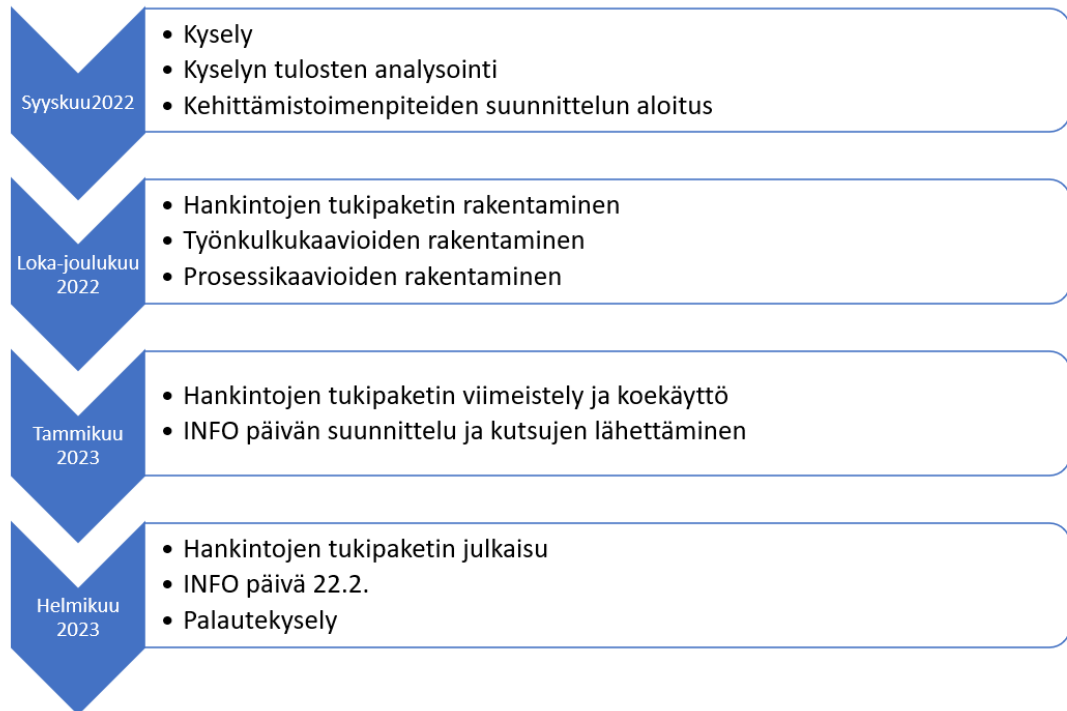 Syyskuu2022
• Kysely
• Kyselyn tulosten analysointi
• Kehittämistoimenpiteiden suunnittelun aloitus
Loka-joulukuu
2022
• Hankintojen tukipaketin rakentaminen
• Työnkulkukaavioiden rakentaminen
• Prosessikaavioiden rakentaminen
Tammikuu
2023
• Hankintojen tukipaketin viimeistely ja koekäyttö
• INFO päivän suunnittelu ja kutsujen lähettäminen
Helmikuu
2023
• Hankintojen tukipaketin julkaisu
• INFO päivä 22.2.
• Palautekysely